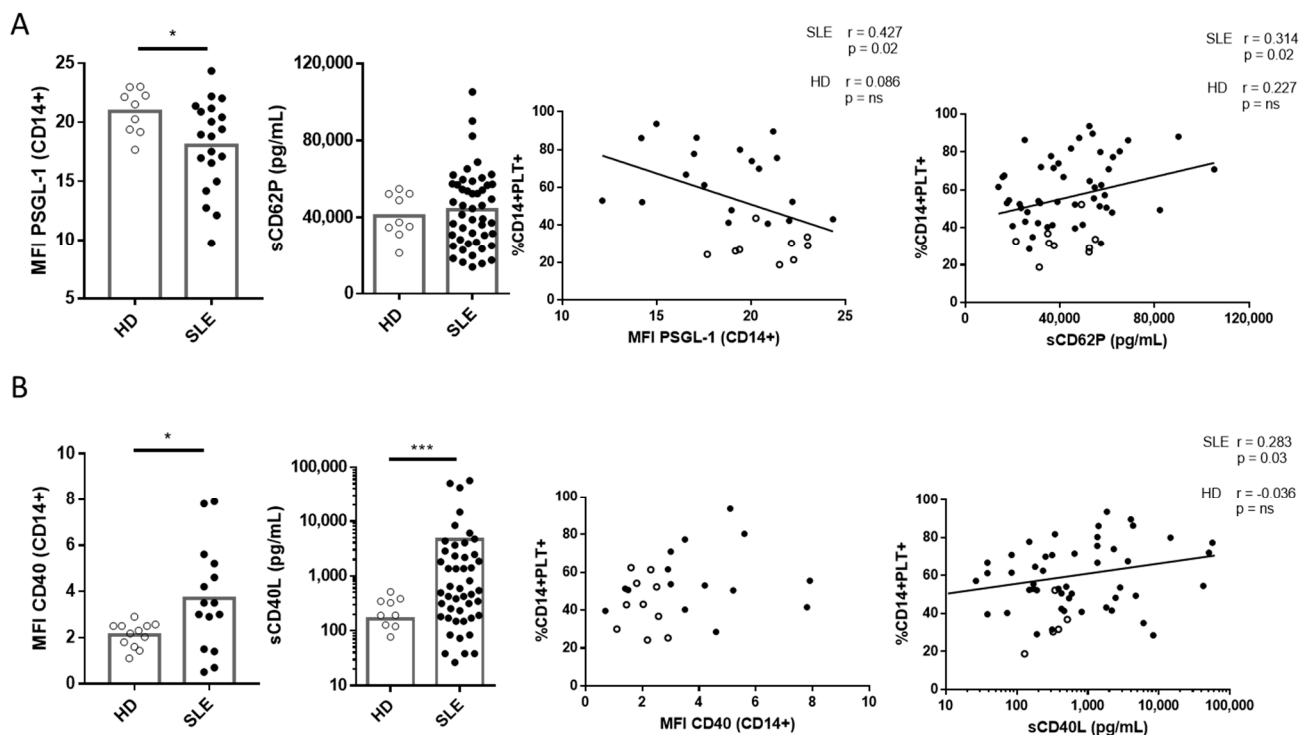 A
*
MFI PSGL-1 (CD14+)
25
20
15
10
5
HD
SLE
sCD62P (pg/mL)
120,000
80,000
40,000
0
HD
SLE
SLE r = 0.427
p = 0.02
HD r = 0.086
p = ns
%CD14+PLT+
100
80
60
40
20
0
10 15 20 25
MFI PSGL-1 (CD14+)
SLE r = 0.314
p = 0.02
HD r = 0.227
p = ns
%CD14+PLT+
100
80
60
40
20
0
0 40,000 80,000 120,000
sCD62P (pg/mL)
B
*
MFI CD40 (CD14+)
10
8
6
4
2
0
HD
SLE
***
sCD40L (pg/mL)
100,000
10,000
1,000
100
10
HD
SLE
%CD14+PLT+
100
80
60
40
20
0
0 2 4 6 8 10
MFI CD40 (CD14+)
SLE r = 0.283
p = 0.03
HD r = -0.036
p = ns
%CD14+PLT+
100
80
60
40
20
0
10 100 1,000 10,000 100,000
sCD40L (pg/mL)